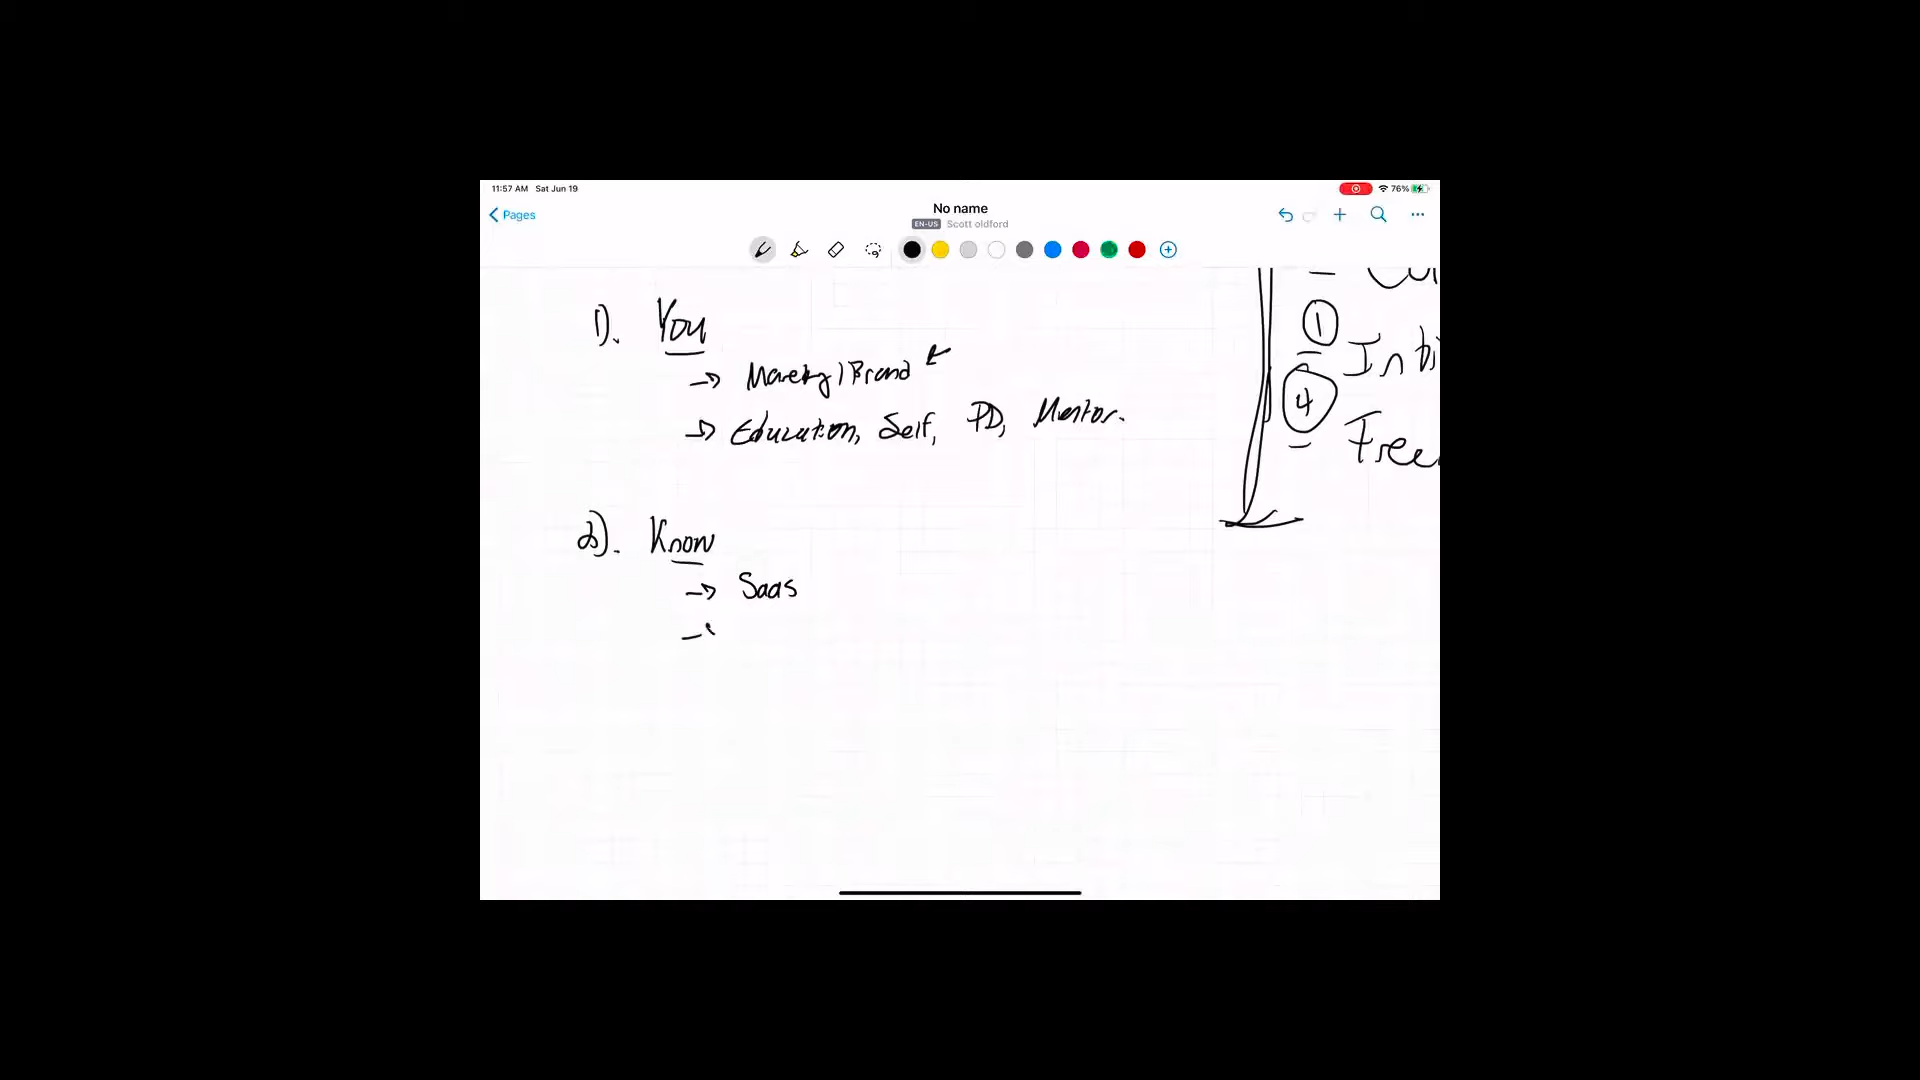 11:57 AM Sat Jun 19
76%
Pages
No name
EN-US Scott oldford
1). You
→ /Brand
→ Education, Self, PD, Mentor.
2). Know
→ Saas
1
4